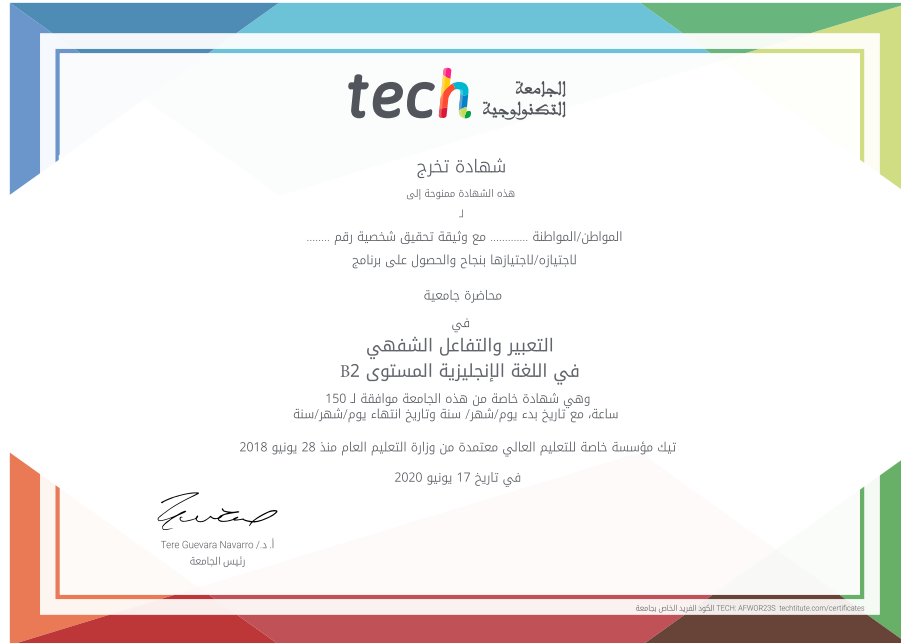 tech الجامعة
التكنولوجية
شهادة تخرج
هذه الشهادة ممنوحة إلى
لـ
المواطن/المواطنة ............ مع وثيقة تحقيق شخصية رقم ........
لاجتيازه/لاجتيازها بنجاح والحصول على برنامج
محاضرة جامعية
في
التعبير والتفاعل الشفهي
في اللغة الإنجليزية المستوى B2
وهي شهادة خاصة من هذه الجامعة موافقة لـ 150
ساعة، مع تاريخ بدء يوم/شهر/ سنة وتاريخ انتهاء يوم/شهر/سنة
تيك مؤسسة خاصة للتعليم العالي معتمدة من وزارة التعليم العام منذ 28 يونيو 2018
في تاريخ 17 يونيو 2020
أ. د./ Tere Guevara Navarro
رئيس الجامعة
الكود الفريد الخاص بجامعة TECH: AFWOR23S techtitute.com/certificates